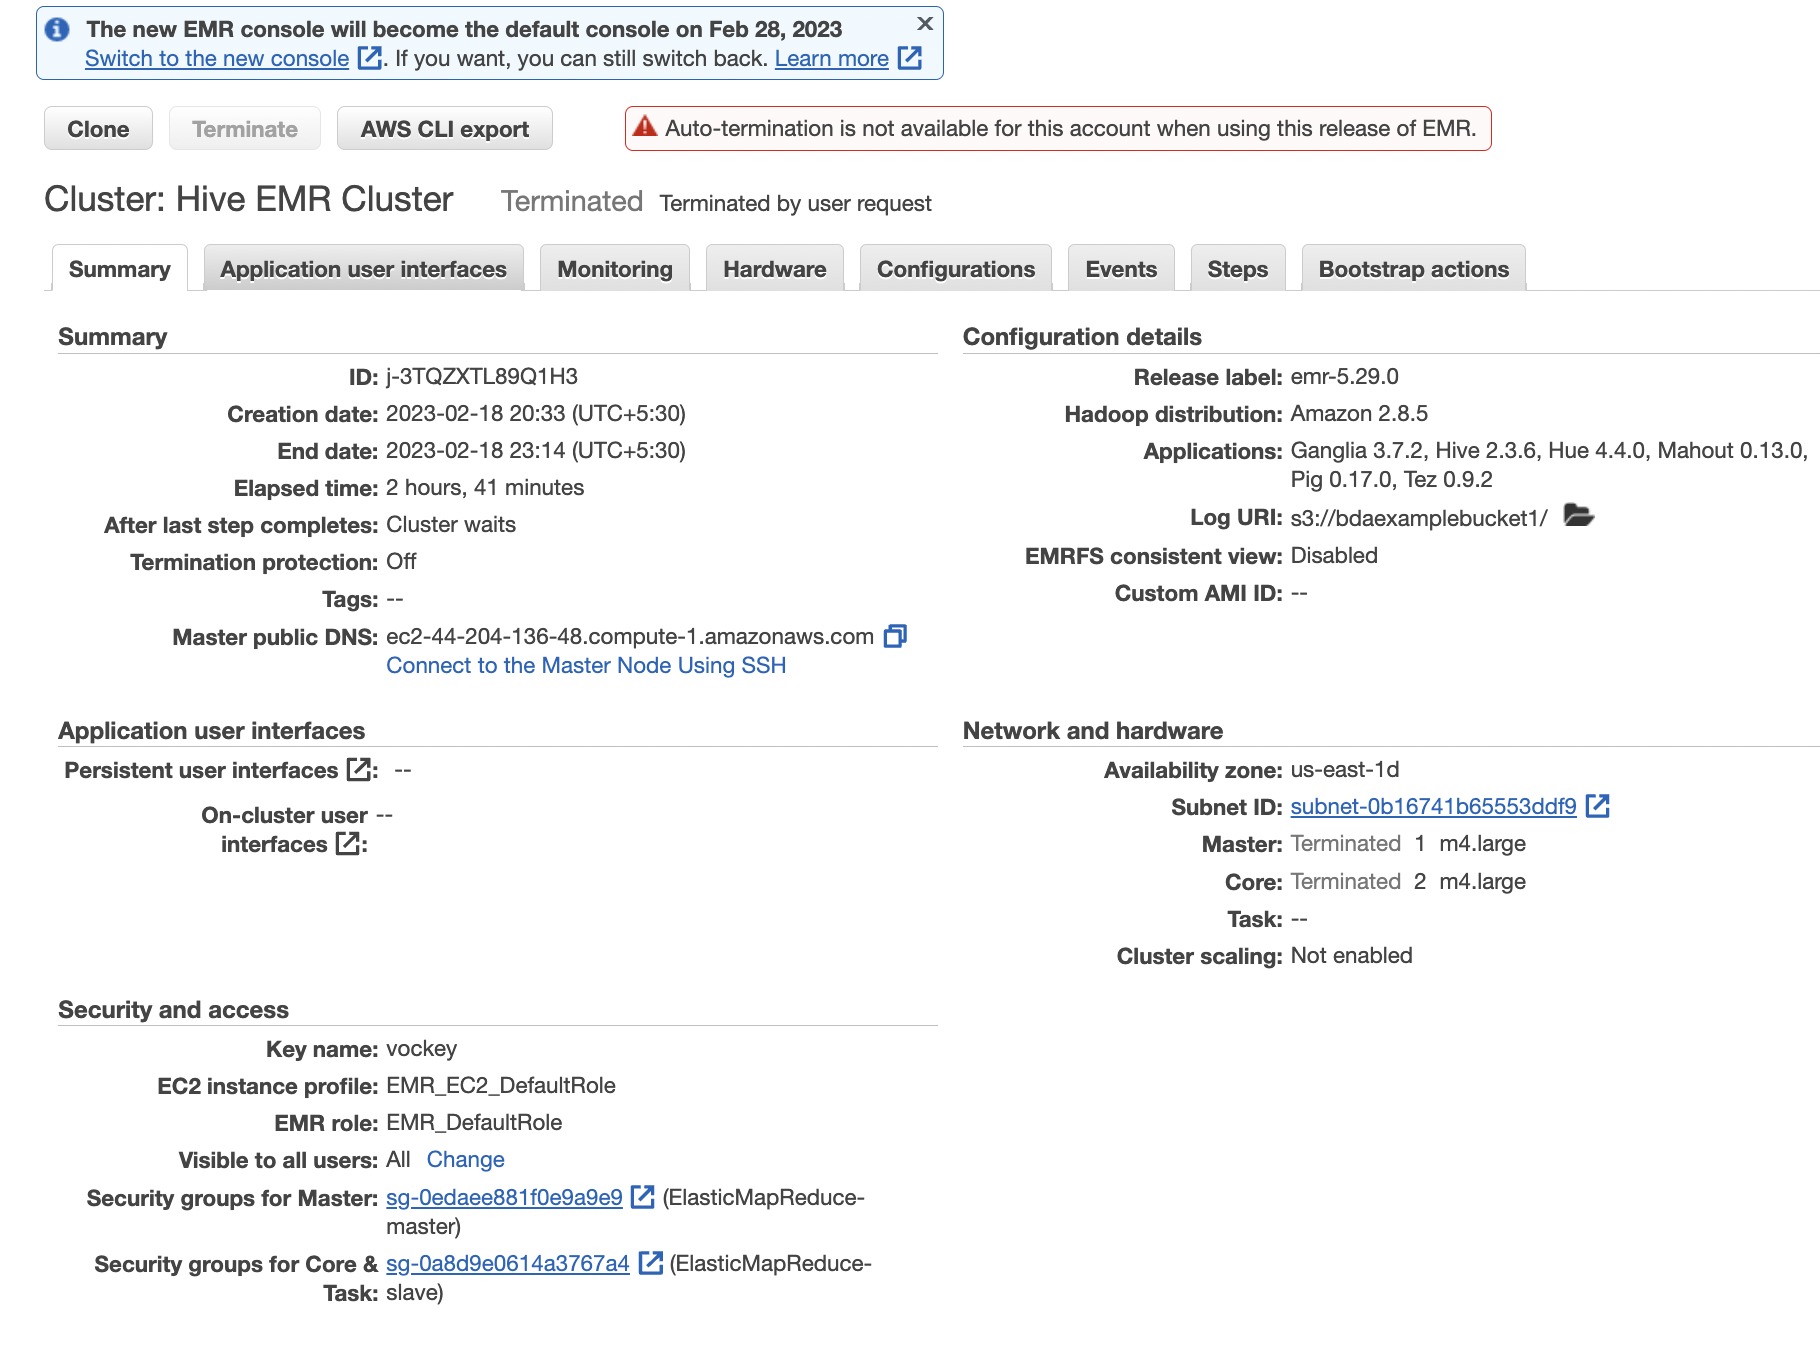 The new EMR console will become the default console on Feb 28, 2023
Switch to the new console. If you want, you can still switch back. Learn more
Clone
Terminate
AWS CLI export
Auto-termination is not available for this account when using this release of EMR.
Cluster: Hive EMR Cluster Terminated Terminated by user request
Summary
Application user interfaces
Monitoring
Hardware
Configurations
Events
Steps
Bootstrap actions
Summary
ID: j-3TQZXTL89Q1H3
Creation date: 2023-02-18 20:33 (UTC+5:30)
End date: 2023-02-18 23:14 (UTC+5:30)
Elapsed time: 2 hours, 41 minutes
After last step completes: Cluster waits
Termination protection: Off
Tags: --
Master public DNS: ec2-44-204-136-48.compute-1.amazonaws.com
Connect to the Master Node Using SSH
Configuration details
Release label: emr-5.29.0
Hadoop distribution: Amazon 2.8.5
Applications: Ganglia 3.7.2, Hive 2.3.6, Hue 4.4.0, Mahout 0.13.0,
Pig 0.17.0, Tez 0.9.2
Log URI: s3://bdaexamplebucket1/
EMRFS consistent view: Disabled
Custom AMI ID: --
Application user interfaces
Persistent user interfaces : --
On-cluster user --
interfaces :
Network and hardware
Availability zone: us-east-1d
Subnet ID: subnet-0b16741b65553ddf9
Master: Terminated 1 m4.large
Core: Terminated 2 m4.large
Task: --
Cluster scaling: Not enabled
Security and access
Key name: vockey
EC2 instance profile: EMR_EC2_DefaultRole
EMR role: EMR_DefaultRole
Visible to all users: All Change
Security groups for Master: sg-0edaee881f0e9a9e9 (ElasticMapReduce-
master)
Security groups for Core & sg-0a8d9e0614a3767a4 (ElasticMapReduce-
Task: slave)